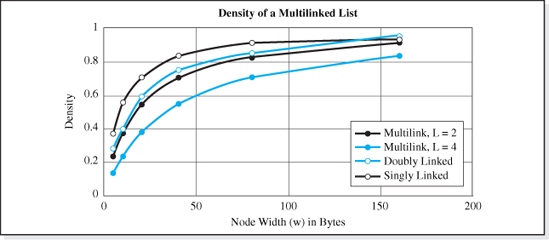 Density of a Multilinked List
1
0.8
0.6
0.4
0.2
0
Density
0 50 100 150 200
Node Width (w) in Bytes
Multilink, L = 2
Multilink, L = 4
Doubly Linked
Singly Linked